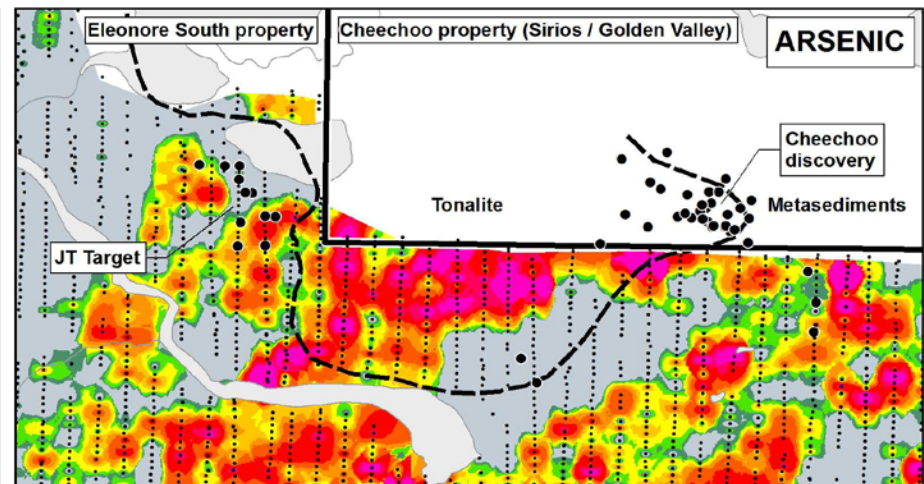 Eleonore South property
Cheechoo property (Sirios / Golden Valley)
ARSENIC
Cheechoo
discovery
Tonalite
Metasediments
JT Target